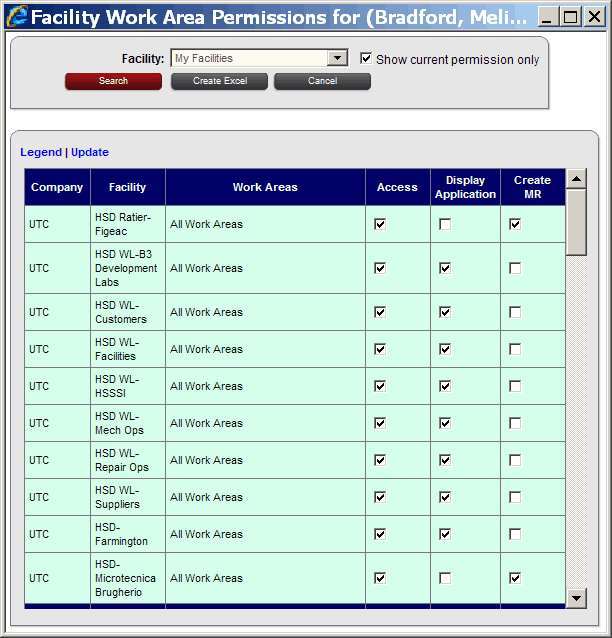 Facility Work Area Permissions for (Bradford, Meli...
Facility: My Facilities Show current permission only
Search Create Excel Cancel
Legend | Update
Company Facility Work Areas Access Display Application Create MR
UTC HSD Ratier-Figeac All Work Areas
UTC HSD WL-B3 Development Labs All Work Areas
UTC HSD WL-Customers All Work Areas
UTC HSD WL-Facilities All Work Areas
UTC HSD WL-HSSSI All Work Areas
UTC HSD WL-Mech Ops All Work Areas
UTC HSD WL-Repair Ops All Work Areas
UTC HSD WL-Suppliers All Work Areas
UTC HSD-Farmington All Work Areas
UTC HSD-Microtecnica Brugherio All Work Areas